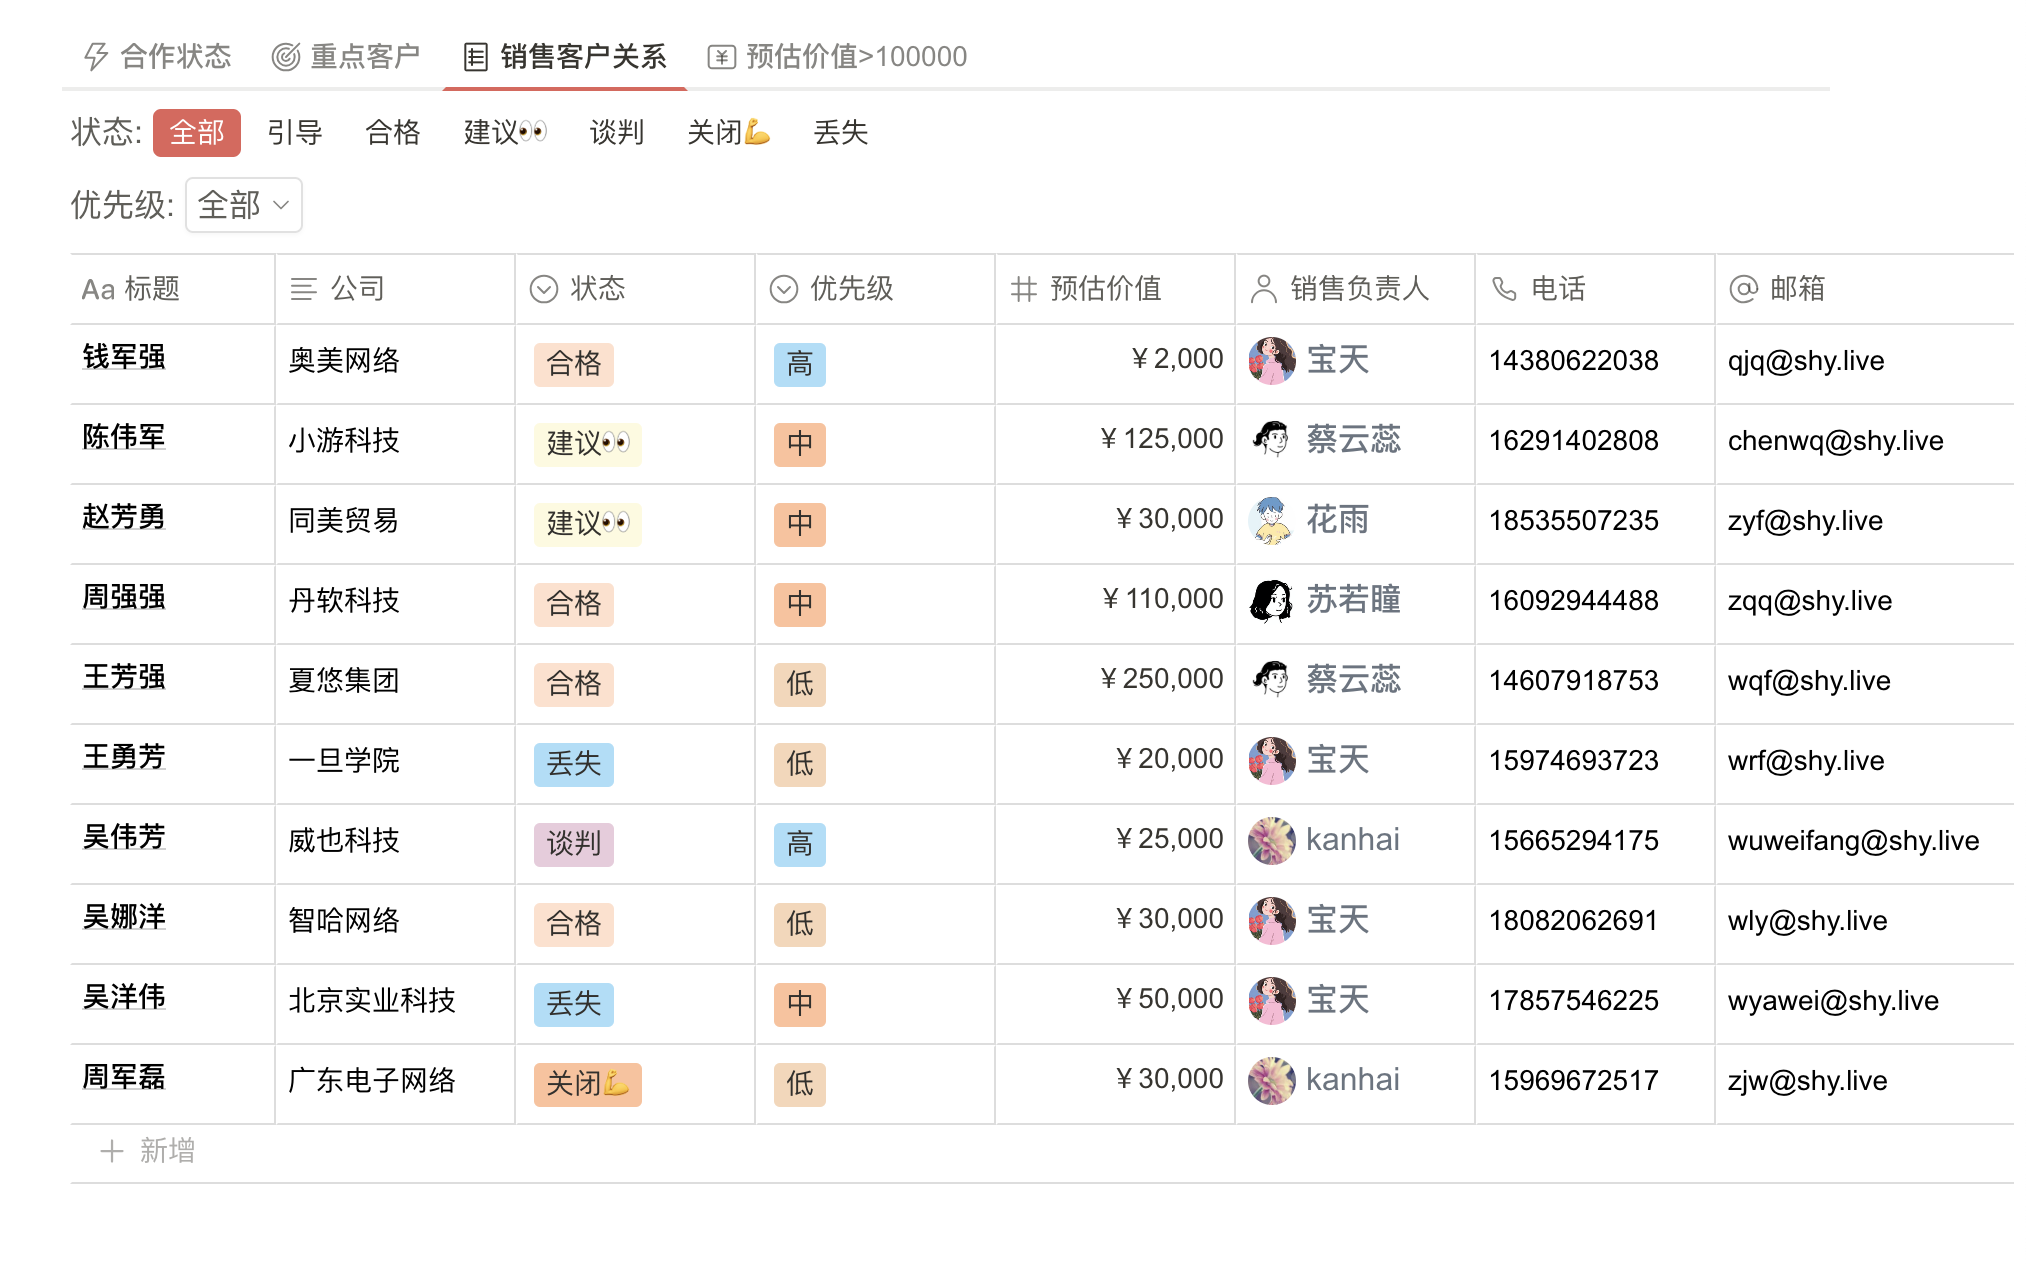 合作状态 重点客户 销售客户关系 预估价值>100000
状态: 全部 引导 合格 建议👀 谈判 关闭💪 丢失
优先级: 全部
Aa 标题 公司 状态 优先级 预估价值 销售负责人 电话 邮箱
钱军强 奥美网络 合格 高 ¥ 2,000 宝天 14380622038 qjq@shy.live
陈伟军 小游科技 建议👀 中 ¥ 125,000 蔡云蕊 16291402808 chenwq@shy.live
赵芳勇 同美贸易 建议👀 中 ¥ 30,000 花雨 18535507235 zyf@shy.live
周强强 丹软科技 合格 中 ¥ 110,000 苏若瞳 16092944488 zqq@shy.live
王芳强 夏悠集团 合格 低 ¥ 250,000 蔡云蕊 14607918753 wqf@shy.live
王勇芳 一旦学院 丢失 低 ¥ 20,000 宝天 15974693723 wrf@shy.live
吴伟芳 威也科技 谈判 高 ¥ 25,000 kanhai 15665294175 wuweifang@shy.live
吴娜洋 智哈网络 合格 低 ¥ 30,000 宝天 18082062691 wly@shy.live
吴洋伟 北京实业科技 丢失 中 ¥ 50,000 宝天 17857546225 wyawei@shy.live
周军磊 广东电子网络 关闭💪 低 ¥ 30,000 kanhai 15969672517 zjw@shy.live
+ 新增